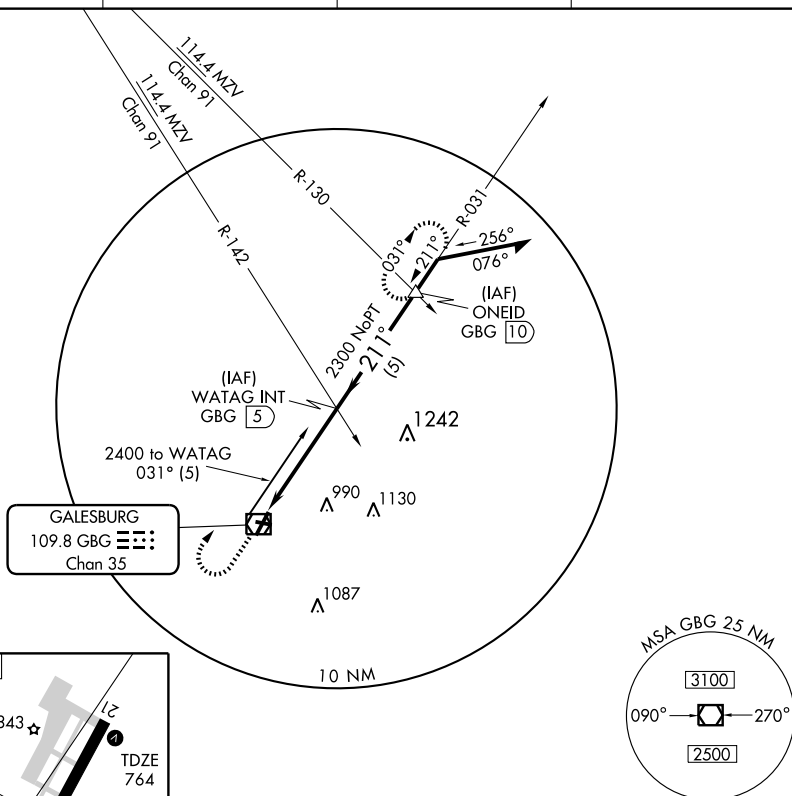 114.4 MZV
Chan 91
114.4 MZV
Chan 91
R-130
R-142
R-031
031°
211°
256°
076°
(IAF)
ONEID
GBG 10
2300 NoPT
211°
(5)
(IAF)
WATAG INT
GBG 5
1242
2400 to WATAG
031° (5)
990
1130
GALESBURG
109.8 GBG
Chan 35
1087
10 NM
MSA GBG 25 NM
3100
090°
270°
2500
21
V
TDZE
764